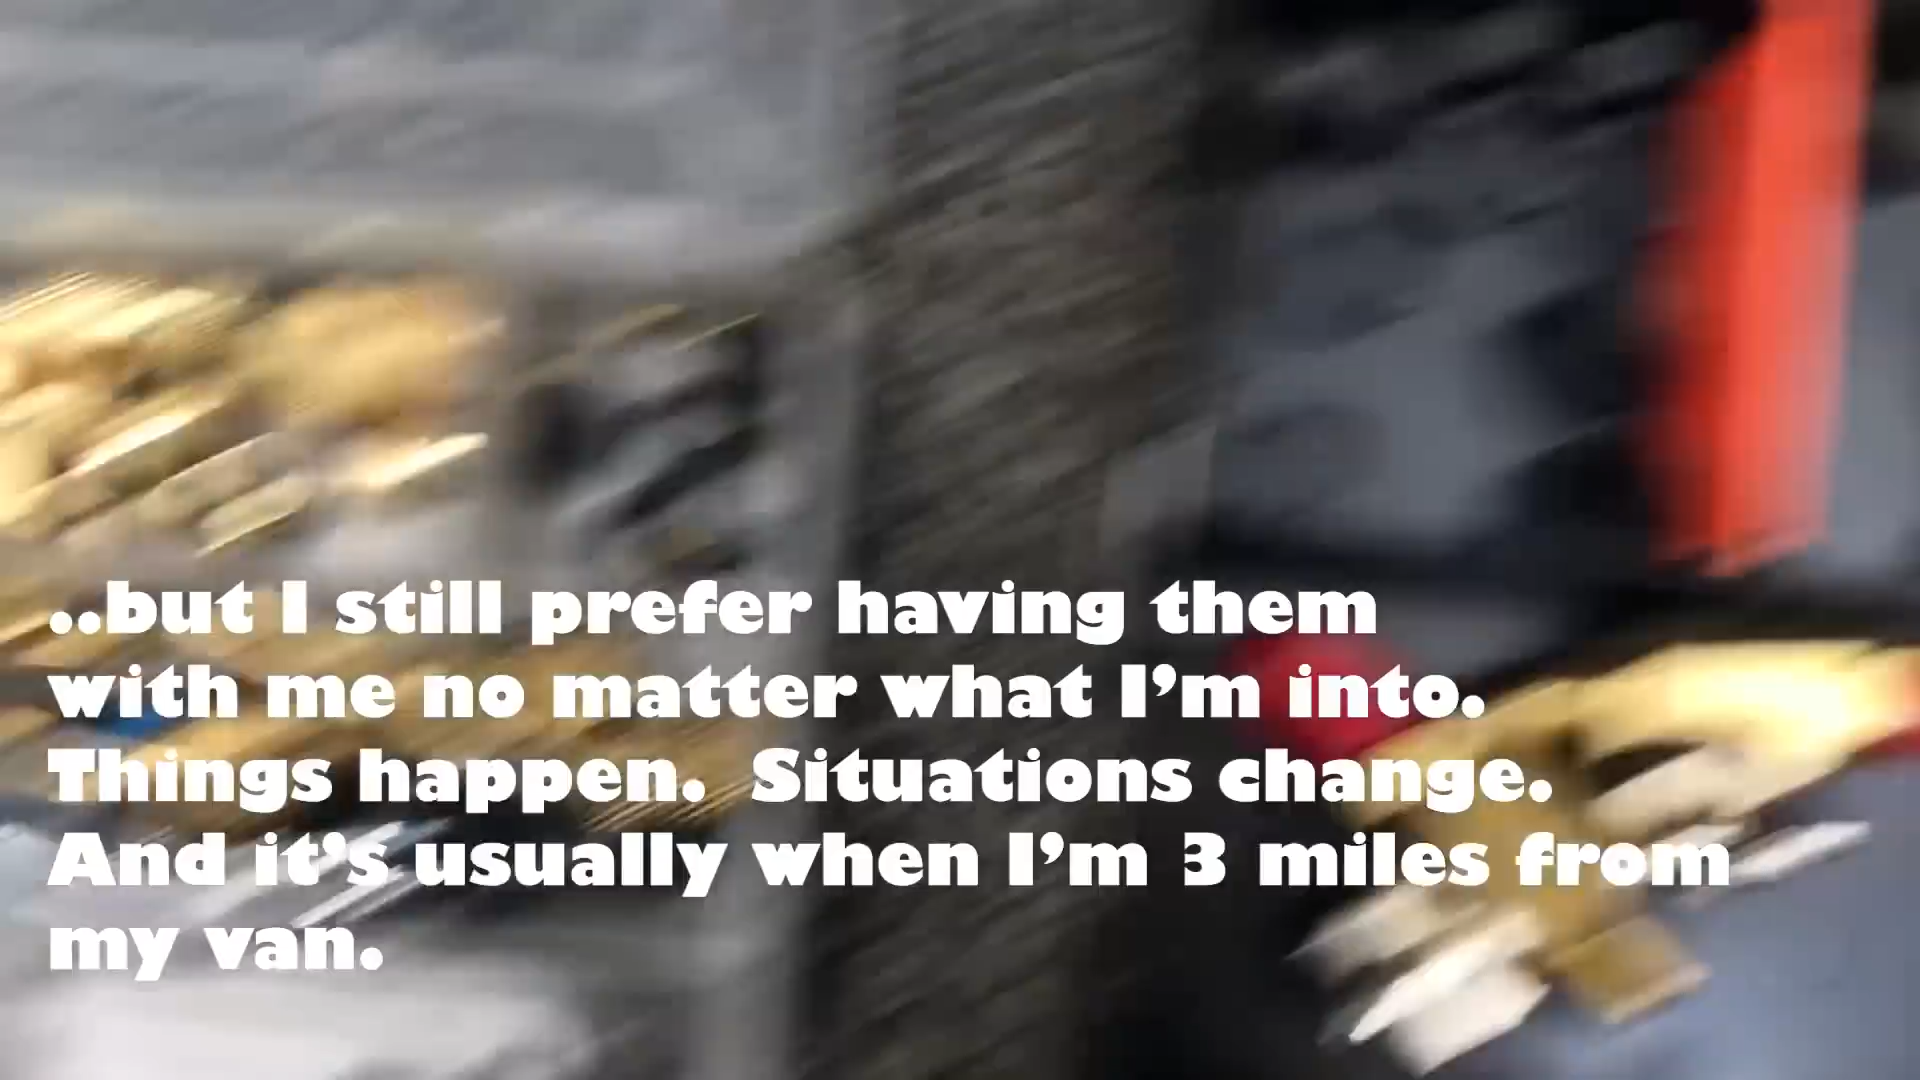 ..but I still prefer having them
with me no matter what I'm into.
Things happen.  Situations change.
And it's usually when I'm 3 miles from
my van.